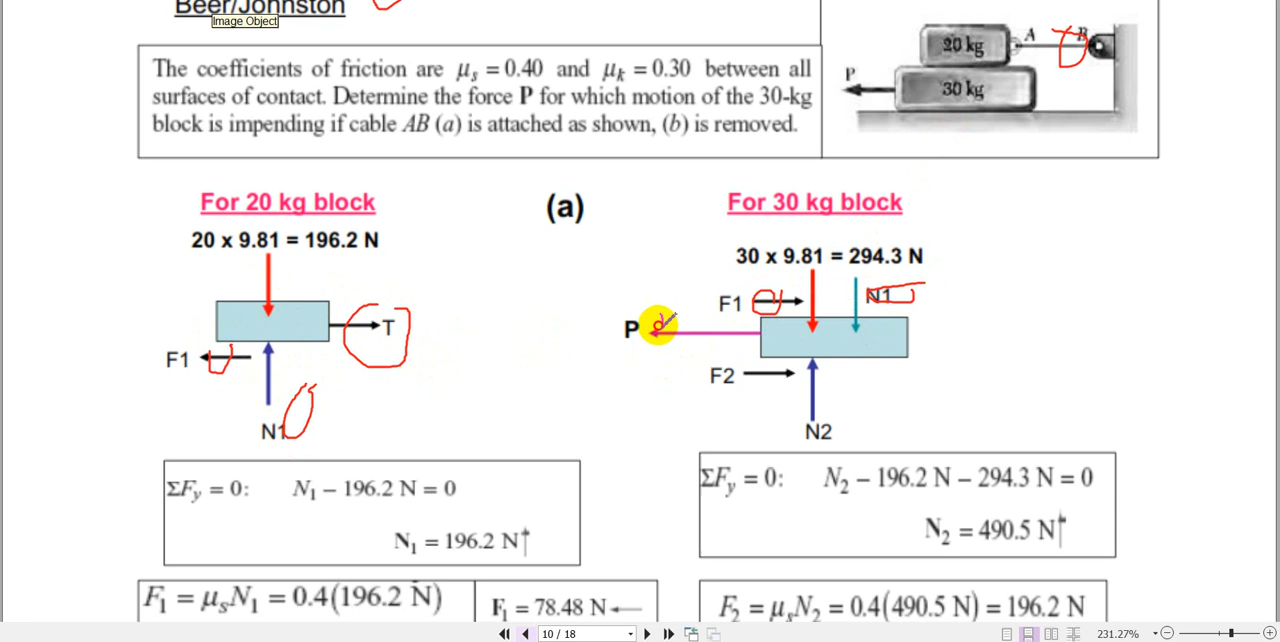 Beer/Johnston
Image Object
The coefficients of friction are μs = 0.40 and μk = 0.30 between all
surfaces of contact. Determine the force P for which motion of the 30-kg
block is impending if cable AB (a) is attached as shown, (b) is removed.
20 kg
A
B
P
30 kg
For 20 kg block
(a)
For 30 kg block
20 x 9.81 = 196.2 N
30 x 9.81 = 294.3 N
F1
N1
P
T
F1
F2
N1
N2
ΣFy = 0: N1 – 196.2 N = 0
N1 = 196.2 N↑
ΣFy = 0: N2 – 196.2 N – 294.3 N = 0
N2 = 490.5 N↑
F1 = μsN1 = 0.4(196.2 N)
F1 = 78.48 N ←
F2 = μsN2 = 0.4(490.5 N) = 196.2 N
10 / 18
231.27%